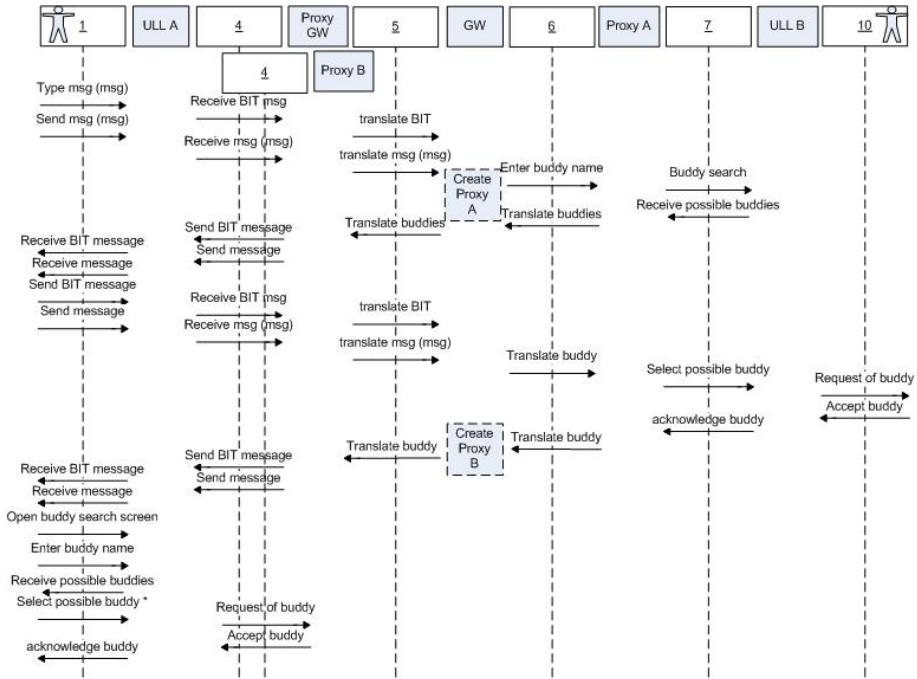 1
ULL A
4
Proxy
GW
5
GW
6
Proxy A
7
ULL B
10
4
Proxy B
Type msg (msg)
Send msg (msg)
Receive BIT msg
Receive msg (msg)
translate BIT
translate msg (msg)
Create
Proxy
A
Enter buddy name
Buddy search
Receive possible buddies
Translate buddies
Translate buddies
Send BIT message
Send message
Receive BIT message
Receive message
Send BIT message
Send message
Receive BIT msg
Receive msg (msg)
translate BIT
translate msg (msg)
Translate buddy
Select possible buddy
Request of buddy
Accept buddy
acknowledge buddy
Translate buddy
Create
Proxy
B
Translate buddy
Send BIT message
Send message
Receive BIT message
Receive message
Open buddy search screen
Enter buddy name
Receive possible buddies
Select possible buddy *
Request of buddy
Accept buddy
acknowledge buddy